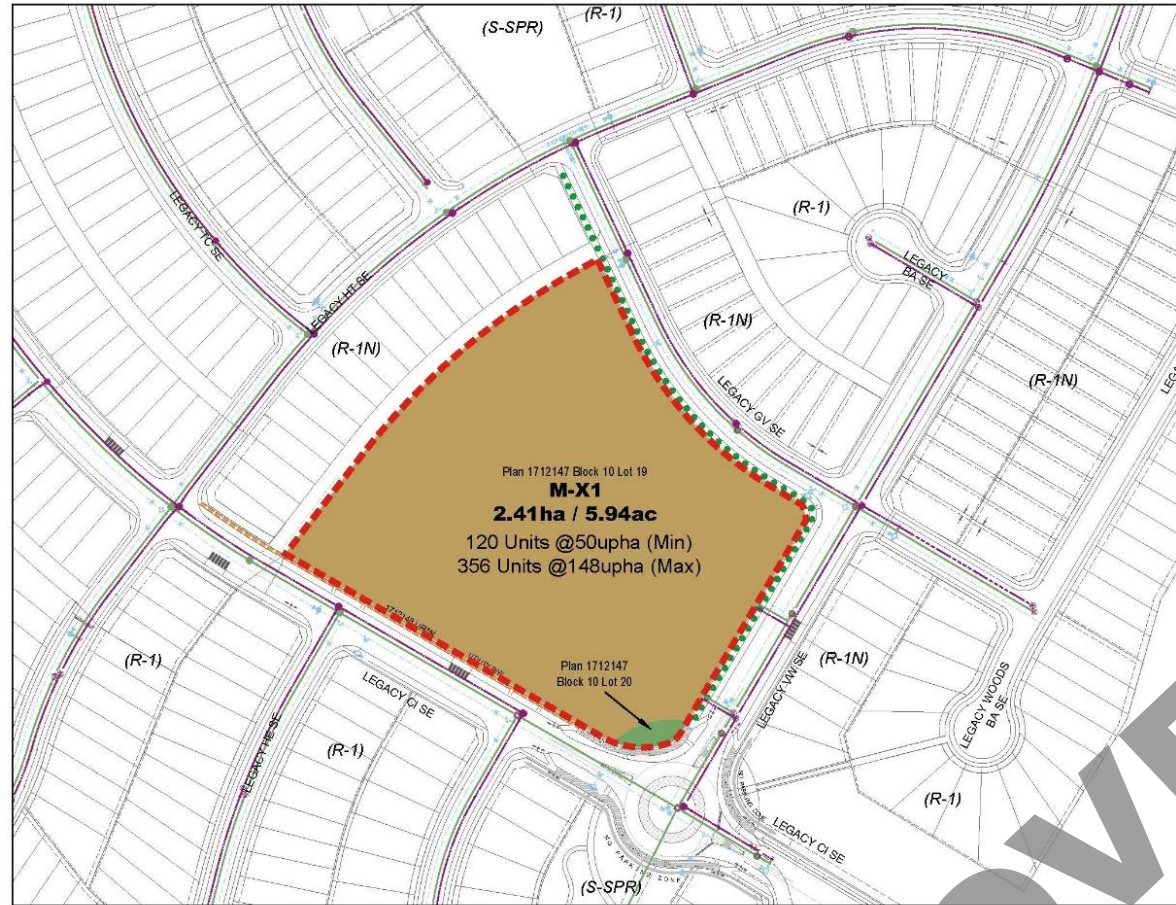 (S-SPR)
(R-1)
LEGACY TC SE
LEGACY HT SE
(R-1N)
(R-1)
LEGACY
BA SE
(R-1N)
(R-1N)
LEGACY GV SE
Plan 1712147 Block 10 Lot 19
M-X1
2.41ha / 5.94ac
120 Units @50upha (Min)
356 Units @148upha (Max)
Plan 1712147
Block 10 Lot 20
(R-1)
LEGACY CI SE
LEGACY HE SE
(R-1)
LEGACY VW SE
(R-1N)
LEGACY WOODS
BA SE
(R-1)
LEGACY CI SE
NO PARKING ZONE
(S-SPR)